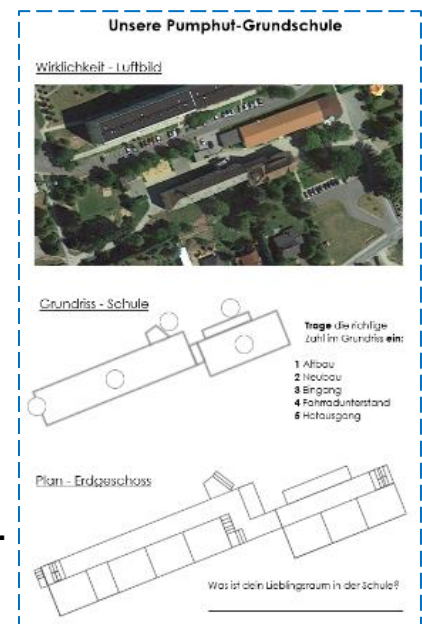 Unsere Pumphut-Grundschule
Wirklichkeit - Luftbild
Grundriss - Schule
Trage die richtige
Zahl im Grundriss ein:
1 Altbau
2 Neubau
3 Eingang
4 Fahrradunterstand
5 Hofausgang
Plan - Erdgeschoss
Was ist dein Lieblingsraum in der Schule?